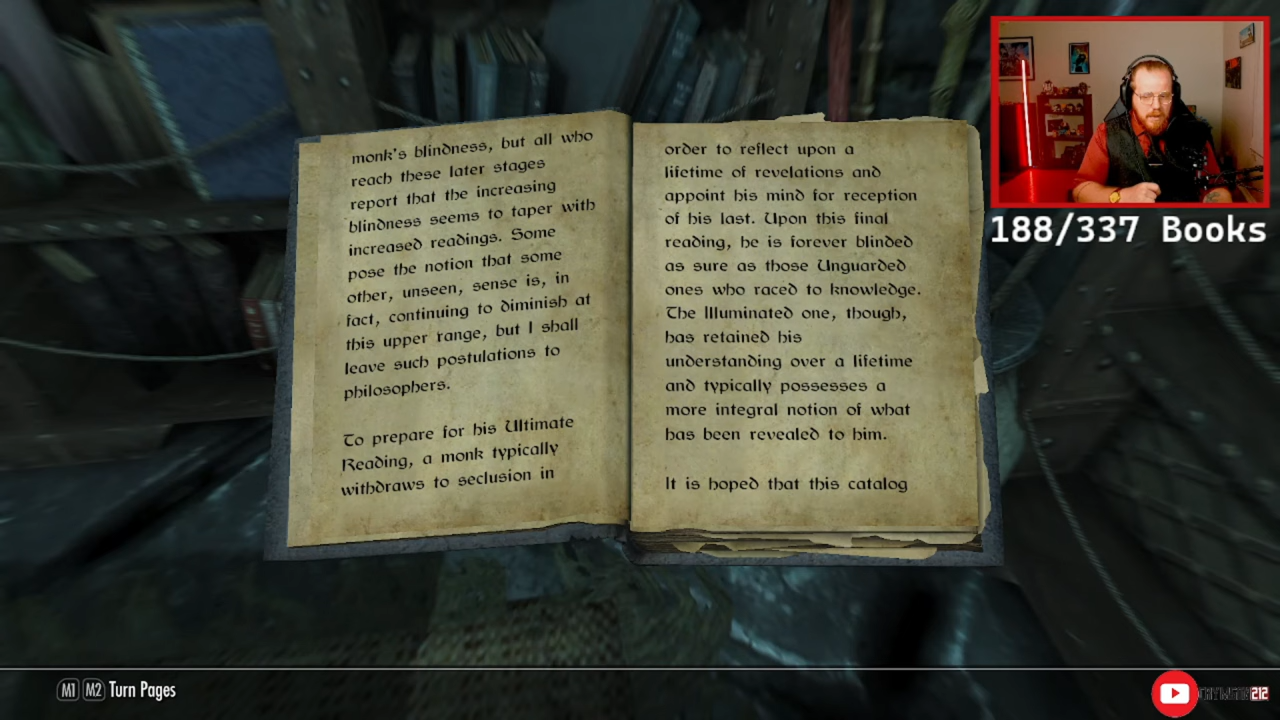 monk's blindness, but all who
reach these later stages
report that the increasing
blindness seems to taper with
increased readings. Some
pose the notion that some
other, unseen, sense is, in
fact, continuing to diminish at
this upper range, but I shall
leave such postulations to
philosophers.
To prepare for his Ultimate
Reading, a monk typically
withdraws to seclusion in
order to reflect upon a
lifetime of revelations and
appoint his mind for reception
of his last. Upon this final
reading, he is forever blinded
as sure as those Unguarded
ones who raced to knowledge.
The Illuminated one, though,
has retained his
understanding over a lifetime
and typically possesses a
more integral notion of what
has been revealed to him.
It is hoped that this catalog
188/337 Books
M1 M2 Turn Pages
212